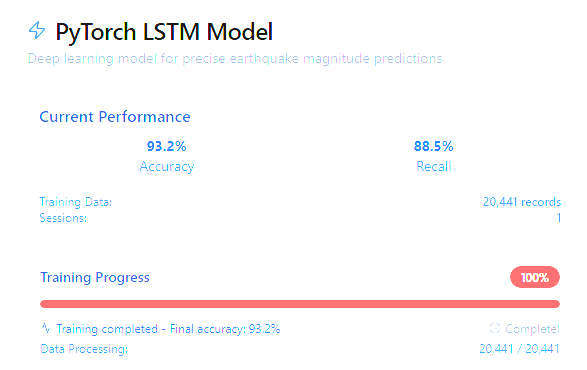 PyTorch LSTM Model
Deep learning model for precise earthquake magnitude predictions
Current Performance
93.2% 88.5%
Accuracy Recall
Training Data: 20,441 records
Sessions: 1
Training Progress 100%
Training completed - Final accuracy: 93.2% Complete!
Data Processing: 20,441 / 20,441